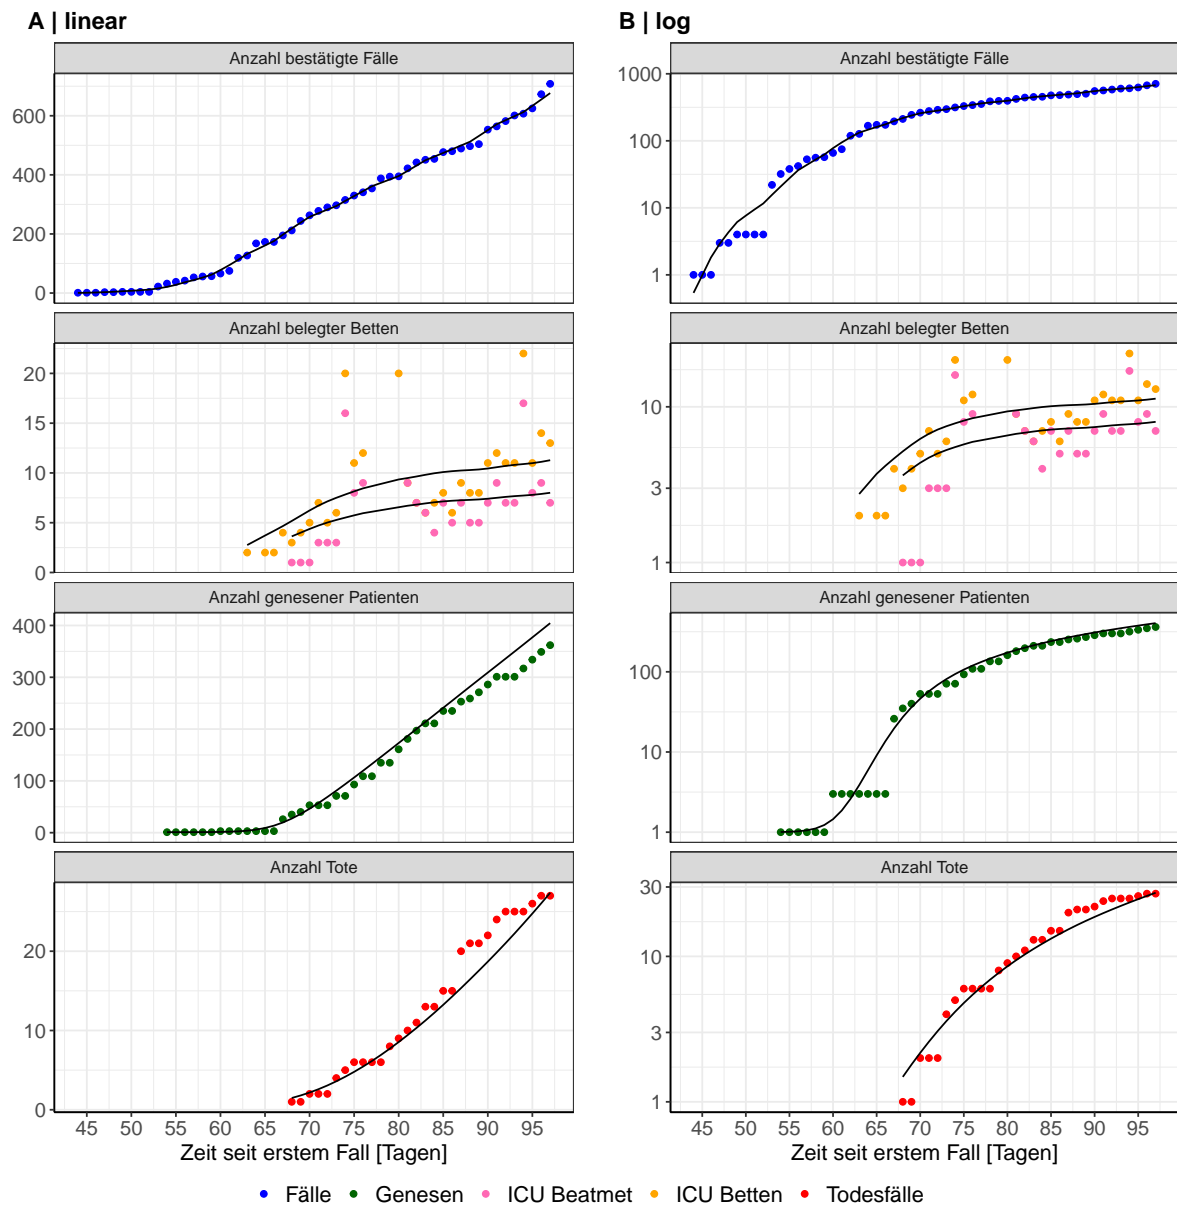 A | linear
B | log
Anzahl bestätigte Fälle
600
400
200
0
Anzahl bestätigte Fälle
1000
100
10
1
Anzahl belegter Betten
20
15
10
5
0
Anzahl belegter Betten
10
3
1
Anzahl genesener Patienten
400
300
200
100
0
Anzahl genesener Patienten
100
10
1
Anzahl Tote
20
10
0
Anzahl Tote
30
10
3
1
45 50 55 60 65 70 75 80 85 90 95
45 50 55 60 65 70 75 80 85 90 95
Zeit seit erstem Fall [Tagen]
Zeit seit erstem Fall [Tagen]
Fälle Genesen ICU Beatmet ICU Betten Todesfälle